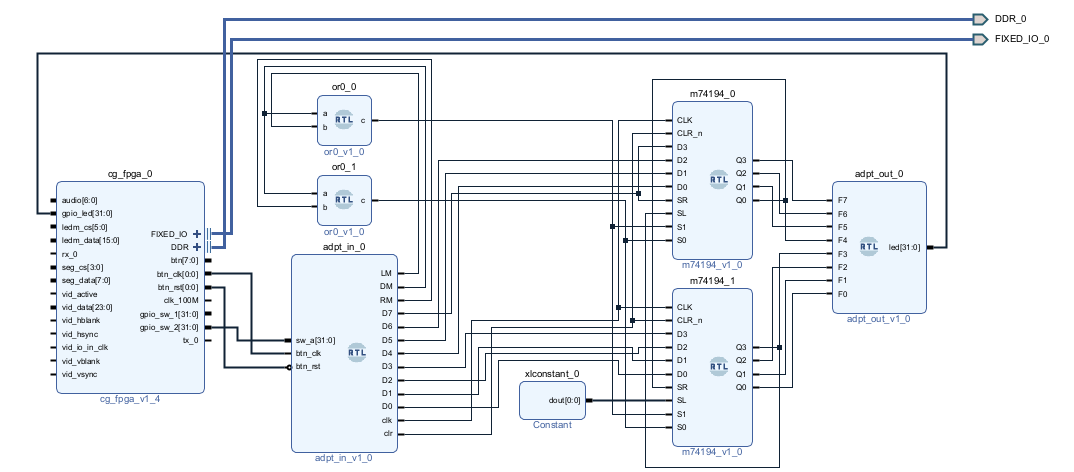 DDR_0
FIXED_IO_0
or0_0
a
b
RTL
c
or0_v1_0
or0_1
a
b
RTL
c
or0_v1_0
cg_fpga_0
audio[6:0]
gpio_led[31:0]
ledm_cs[5:0]
ledm_data[15:0]
rx_0
seg_cs[3:0]
seg_data[7:0]
vid_active
vid_data[23:0]
vid_hblank
vid_hsync
vid_io_in_clk
vid_vblank
vid_vsync
FIXED_IO
DDR
btn[7:0]
btn_clk[0:0]
btn_rst[0:0]
clk_100M
gpio_sw_1[31:0]
gpio_sw_2[31:0]
tx_0
cg_fpga_v1_4
adpt_in_0
sw_a[31:0]
btn_clk
btn_rst
RTL
LM
DM
RM
D7
D6
D5
D4
D3
D2
D1
D0
clk
clr
adpt_in_v1_0
xlconstant_0
dout[0:0]
Constant
m74194_0
CLK
CLR_n
D3
D2
D1
D0
SR
SL
S1
S0
RTL
Q3
Q2
Q1
Q0
m74194_v1_0
m74194_1
CLK
CLR_n
D3
D2
D1
D0
SR
SL
S1
S0
RTL
Q3
Q2
Q1
Q0
m74194_v1_0
adpt_out_0
F7
F6
F5
F4
F3
F2
F1
F0
RTL
led[31:0]
adpt_out_v1_0